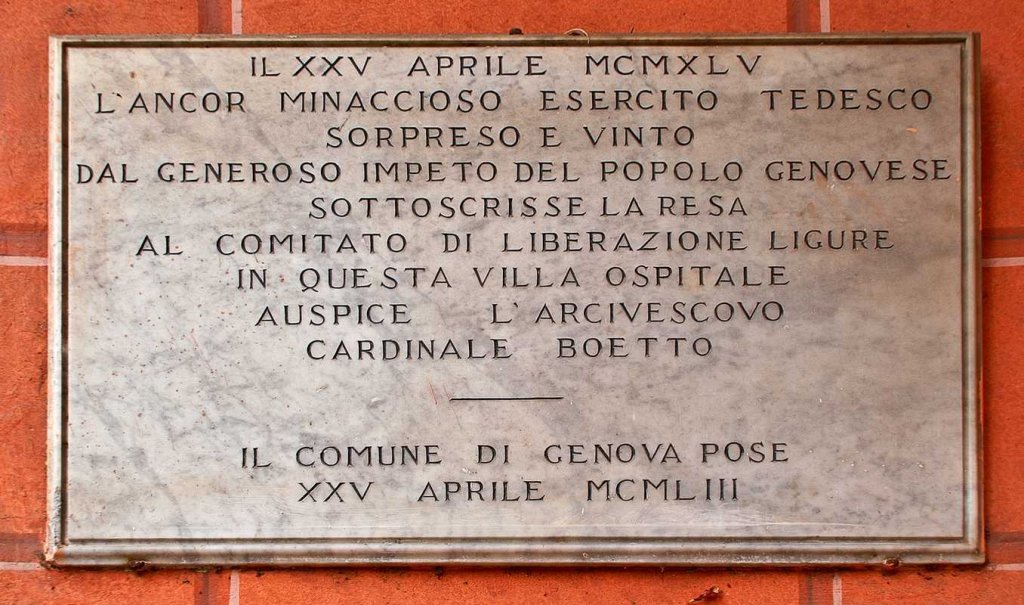 IL XXV APRILE MCMXLV
L'ANCOR MINACCIOSO ESERCITO TEDESCO
SORPRESO E VINTO
DAL GENEROSO IMPETO DEL POPOLO GENOVESE
SOTTOSCRISSE LA RESA
AL COMITATO DI LIBERAZIONE LIGURE
IN QUESTA VILLA OSPITALE
AUSPICE L'ARCIVESCOVO
CARDINALE BOETTO
IL COMUNE DI GENOVA POSE
XXV APRILE MCMLIII